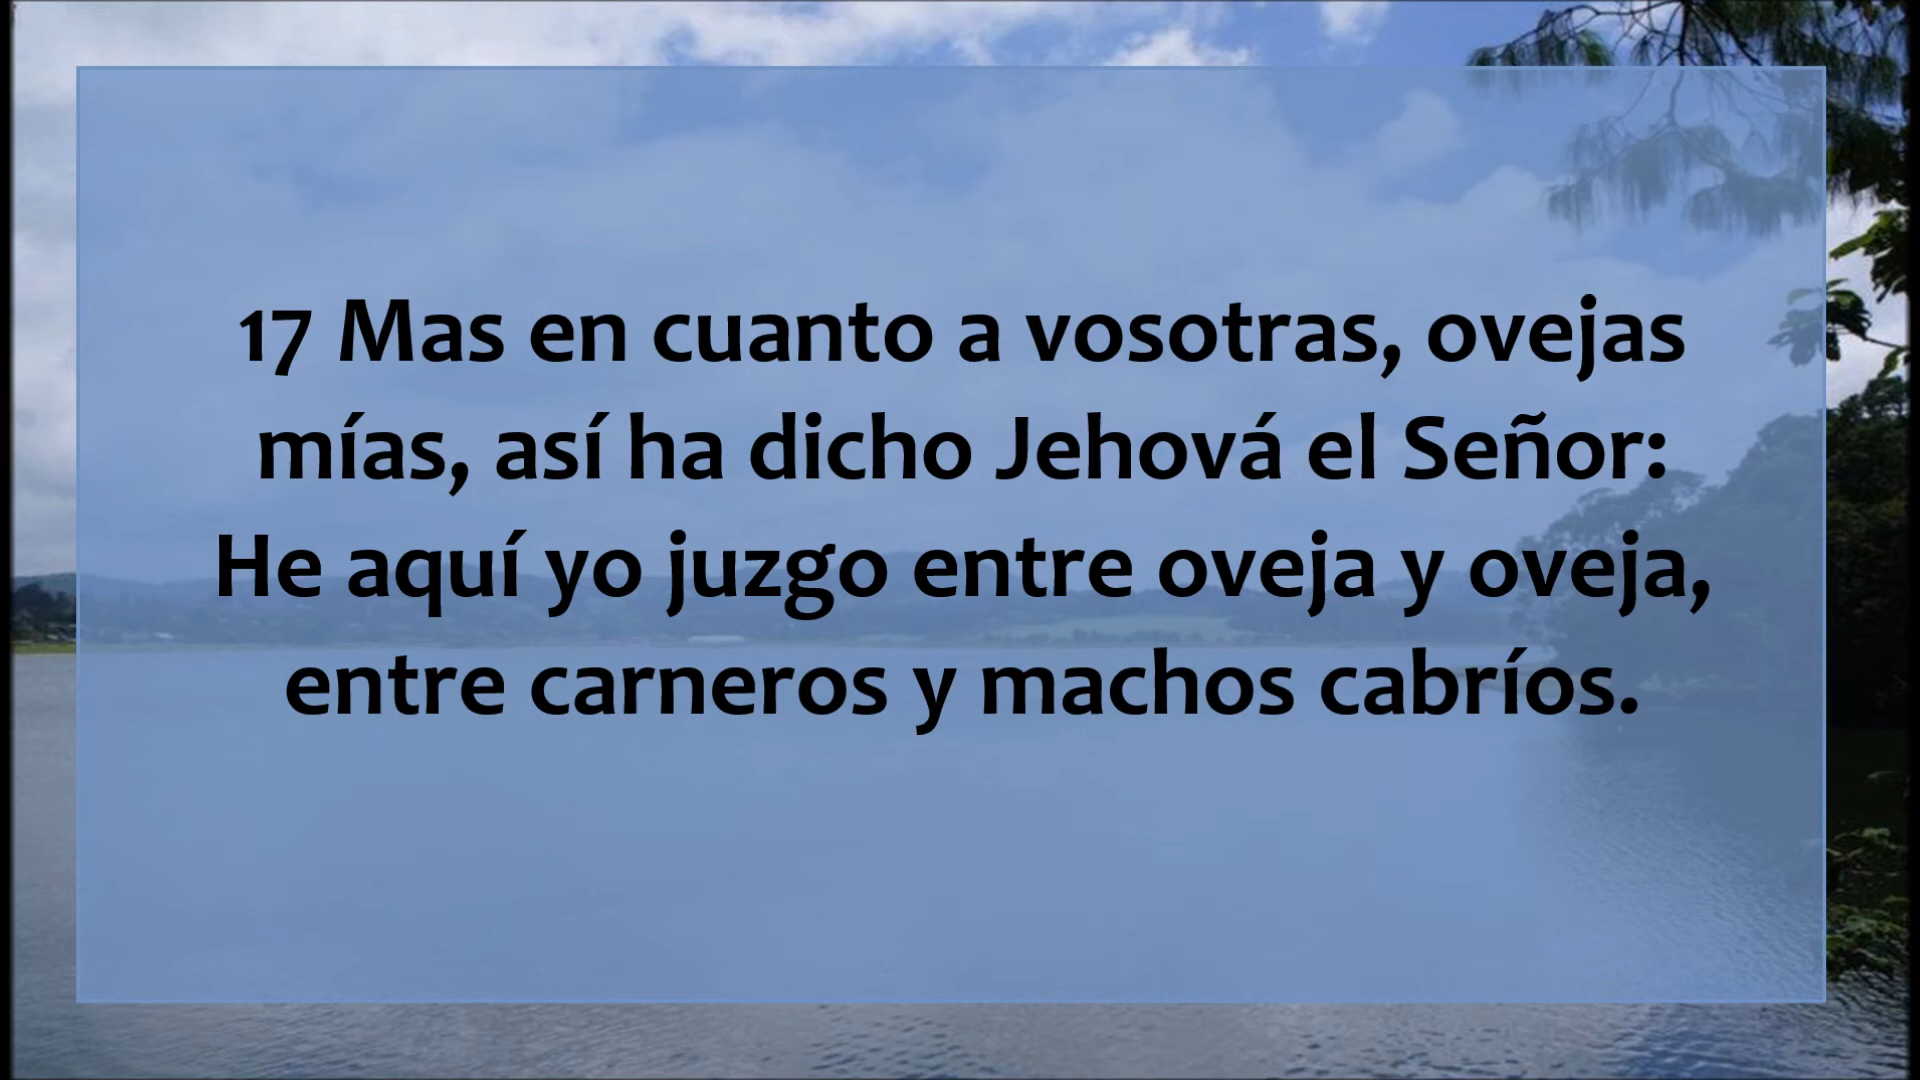 17 Mas en cuanto a vosotras, ovejas
mías, así ha dicho Jehová el Señor:
He aquí yo juzgo entre oveja y oveja,
entre carneros y machos cabríos.